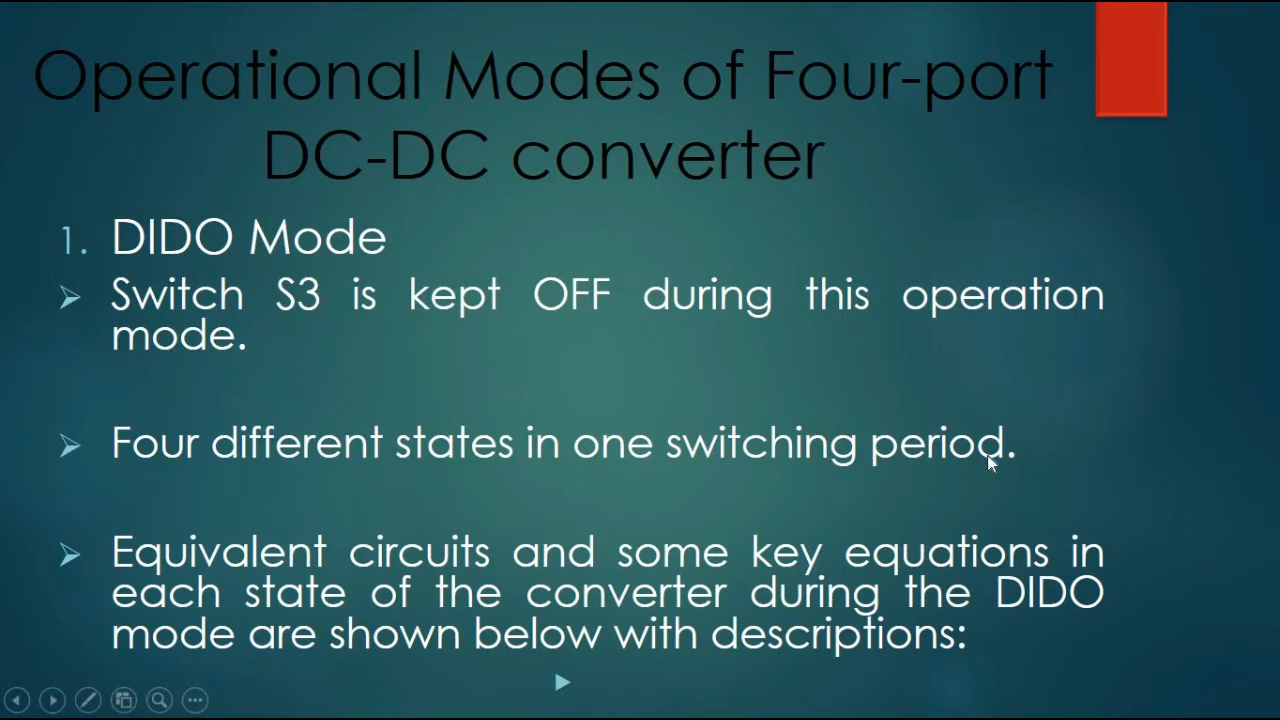 Operational Modes of Four-port
DC-DC converter
1. DIDO Mode
Switch S3 is kept OFF during this operation
mode.
Four different states in one switching period.
Equivalent circuits and some key equations in
each state of the converter during the DIDO
mode are shown below with descriptions: